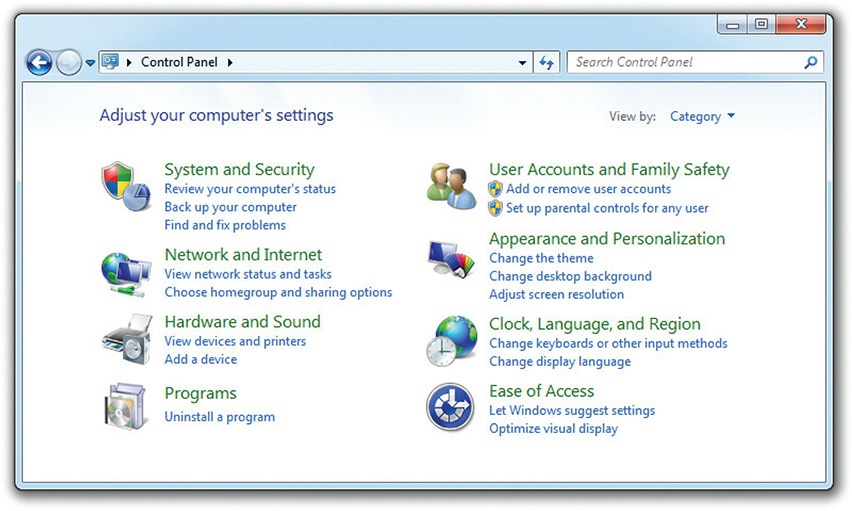 Control Panel
Search Control Panel
Adjust your computer's settings
View by: Category
System and Security
Review your computer's status
Back up your computer
Find and fix problems
Network and Internet
View network status and tasks
Choose homegroup and sharing options
Hardware and Sound
View devices and printers
Add a device
Programs
Uninstall a program
User Accounts and Family Safety
Add or remove user accounts
Set up parental controls for any user
Appearance and Personalization
Change the theme
Change desktop background
Adjust screen resolution
Clock, Language, and Region
Change keyboards or other input methods
Change display language
Ease of Access
Let Windows suggest settings
Optimize visual display